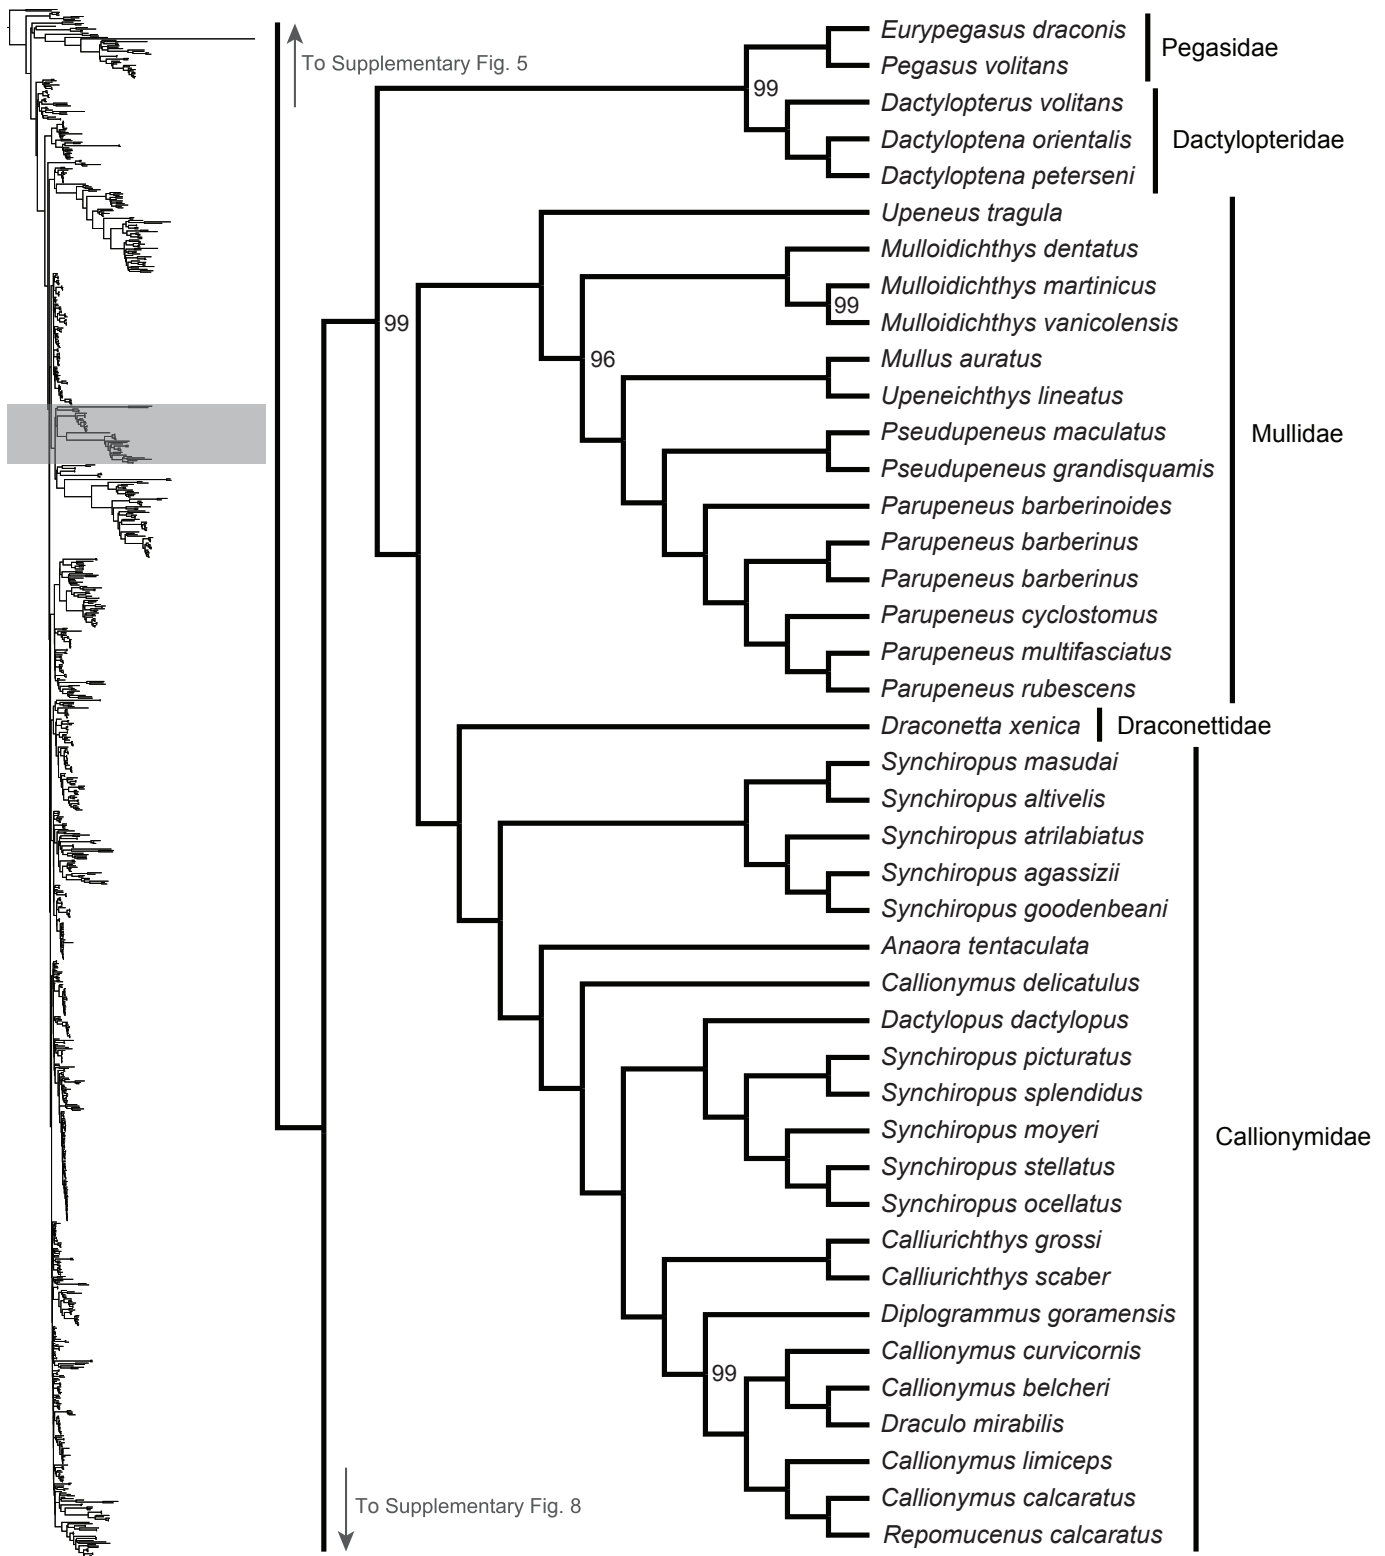 To Supplementary Fig. 5
Eurypegasus draconis
Pegasus volitans
Pegasidae
99
Dactylopterus volitans
Dactyloptena orientalis
Dactyloptena peterseni
Dactylopteridae
Upeneus tragula
Mulloidichthys dentatus
Mulloidichthys martinicus
99
Mulloidichthys vanicolensis
99
96
Mullus auratus
Upeneichthys lineatus
Pseudupeneus maculatus
Mullidae
Pseudupeneus grandisquamis
Parupeneus barberinoides
Parupeneus barberinus
Parupeneus barberinus
Parupeneus cyclostomus
Parupeneus multifasciatus
Parupeneus rubescens
Draconetta xenica
Draconettidae
Synchiropus masudai
Synchiropus altivelis
Synchiropus atrilabiatus
Synchiropus agassizii
Synchiropus goodenbeani
Anaora tentaculata
Callionymus delicatulus
Dactylopus dactylopus
Synchiropus picturatus
Synchiropus splendidus
Synchiropus moyeri
Callionymidae
Synchiropus stellatus
Synchiropus ocellatus
Calliurichthys grossi
Calliurichthys scaber
Diplogrammus goramensis
Callionymus curvicornis
99
Callionymus belcheri
Draculo mirabilis
Callionymus limiceps
Callionymus calcaratus
Repomucenus calcaratus
To Supplementary Fig. 8